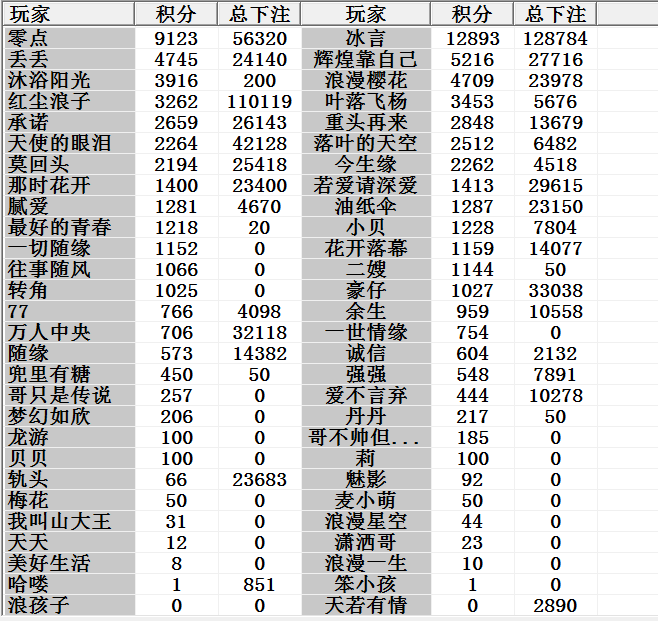 玩家 积分 总下注 玩家 积分 总下注
零点 9123 56320 冰言 12893 128784
丢丢 4745 24140 辉煌靠自己 5216 27716
沐浴阳光 3916 200 浪漫樱花 4709 23978
红尘浪子 3262 110119 叶落飞杨 3453 5676
承诺 2659 26143 重头再来 2848 13679
天使的眼泪 2264 42128 落叶的天空 2512 6482
莫回头 2194 25418 今生缘 2262 4518
那时花开 1400 23400 若爱请深爱 1413 29615
腻爱 1281 4670 油纸伞 1287 23150
最好的青春 1218 20 小贝 1228 7804
一切随缘 1152 0 花开落幕 1159 14077
往事随风 1066 0 二嫂 1144 50
转角 1025 0 豪仔 1027 33038
77 766 4098 余生 959 10558
万人中央 706 32118 一世情缘 754 0
随缘 573 14382 诚信 604 2132
兜里有糖 450 50 强强 548 7891
哥只是传说 257 0 爱不言弃 444 10278
梦幻如欣 206 0 丹丹 217 50
龙游 100 0 哥不帅但... 185 0
贝贝 100 0 莉 100 0
轨头 66 23683 魅影 92 0
梅花 50 0 麦小萌 50 0
我叫山大王 31 0 浪漫星空 44 0
天天 12 0 潇洒哥 23 0
美好生活 8 0 浪漫一生 10 0
哈喽 1 851 笨小孩 1 0
浪孩子 0 0 天若有情 0 2890